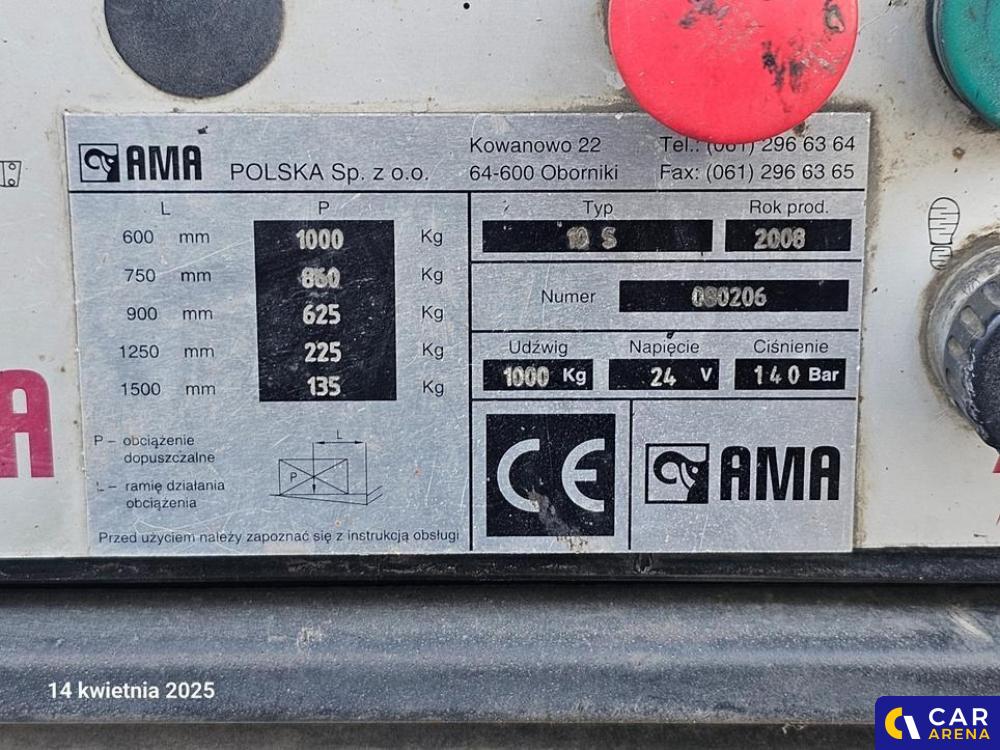 AMA POLSKA Sp. z o.o.
Kowanowo 22
64-600 Oborniki
Tel.: (061) 296 63 64
Fax: (061) 296 63 65
L P
600 mm 1000 Kg
750 mm 860 Kg
900 mm 625 Kg
1250 mm 225 Kg
1500 mm 135 Kg
P – obciążenie
dopuszczalne
L – ramię działania
obciążenia
L
P
Przed użyciem należy zapoznać się z instrukcją obsługi
Typ Rok prod.
10 S 2008
Numer 080206
Udźwig Napięcie Ciśnienie
1000 Kg 24 V 140 Bar
CE
AMA
A
14 kwietnia 2025
CAR
ARENA